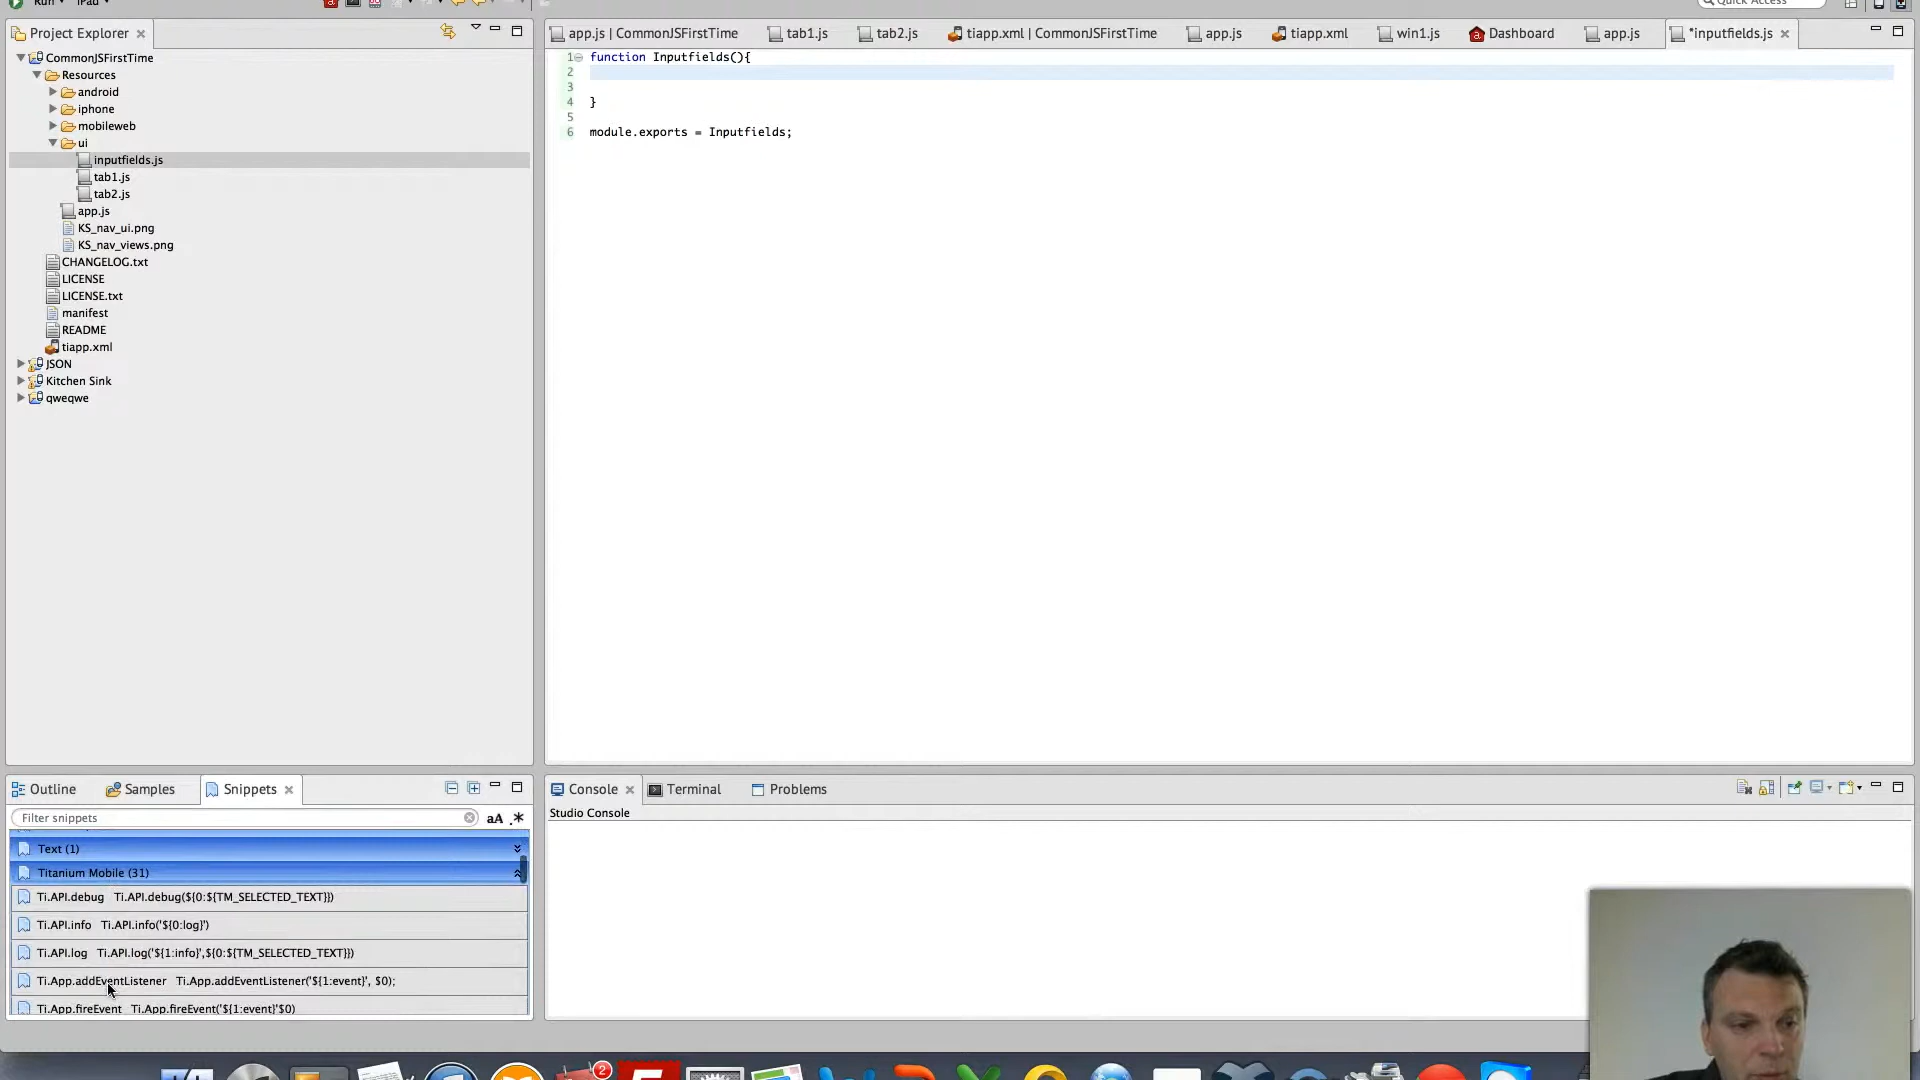 Run
iPad
Quick Access
Project Explorer
app.js | CommonJSFirstTime
tab1.js
tab2.js
tiapp.xml | CommonJSFirstTime
app.js
tiapp.xml
win1.js
Dashboard
app.js
*inputfields.js
CommonJSFirstTime
Resources
android
iphone
mobileweb
ui
inputfields.js
tab1.js
tab2.js
app.js
KS_nav_ui.png
KS_nav_views.png
CHANGELOG.txt
LICENSE
LICENSE.txt
manifest
README
tiapp.xml
JSON
Kitchen Sink
qweqwe
1 function Inputfields(){
2
3
4 }
5
6 module.exports = Inputfields;
Outline
Samples
Snippets
Filter snippets
aA .*
Text (1)
Titanium Mobile (31)
Ti.API.debug Ti.API.debug(${0:${TM_SELECTED_TEXT}})
Ti.API.info Ti.API.info('${0:log}')
Ti.API.log Ti.API.log('${1:info}',${0:${TM_SELECTED_TEXT}})
Ti.App.addEventListener Ti.App.addEventListener('${1:event}', $0);
Ti.App.fireEvent Ti.App.fireEvent('${1:event}'$0)
Console
Terminal
Problems
Studio Console
2